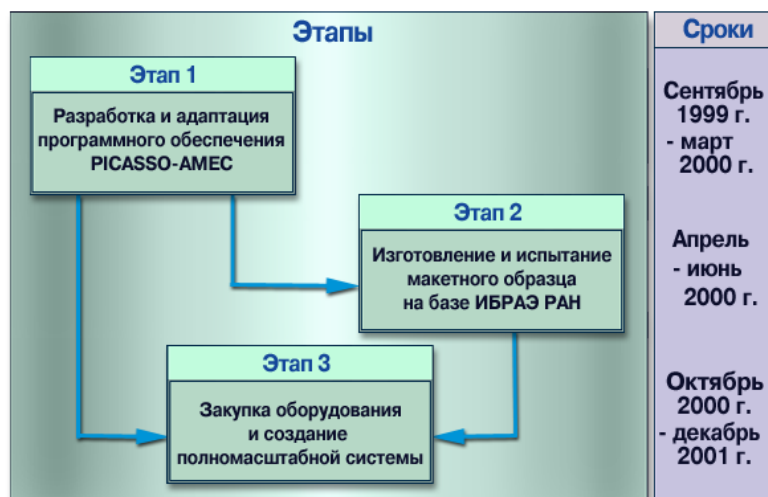 Этапы
Сроки
Этап 1
Разработка и адаптация
программного обеспечения
PICASSO-AMEC
Сентябрь
1999 г.
- март
2000 г.
Этап 2
Изготовление и испытание
макетного образца
на базе ИБРАЭ РАН
Апрель
- июнь
2000 г.
Этап 3
Закупка оборудования
и создание
полномасштабной системы
Октябрь
2000 г.
- декабрь
2001 г.